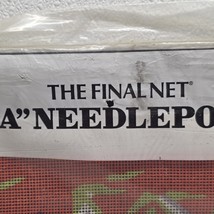 THE FINAL NET®
A” NEEDLEPO